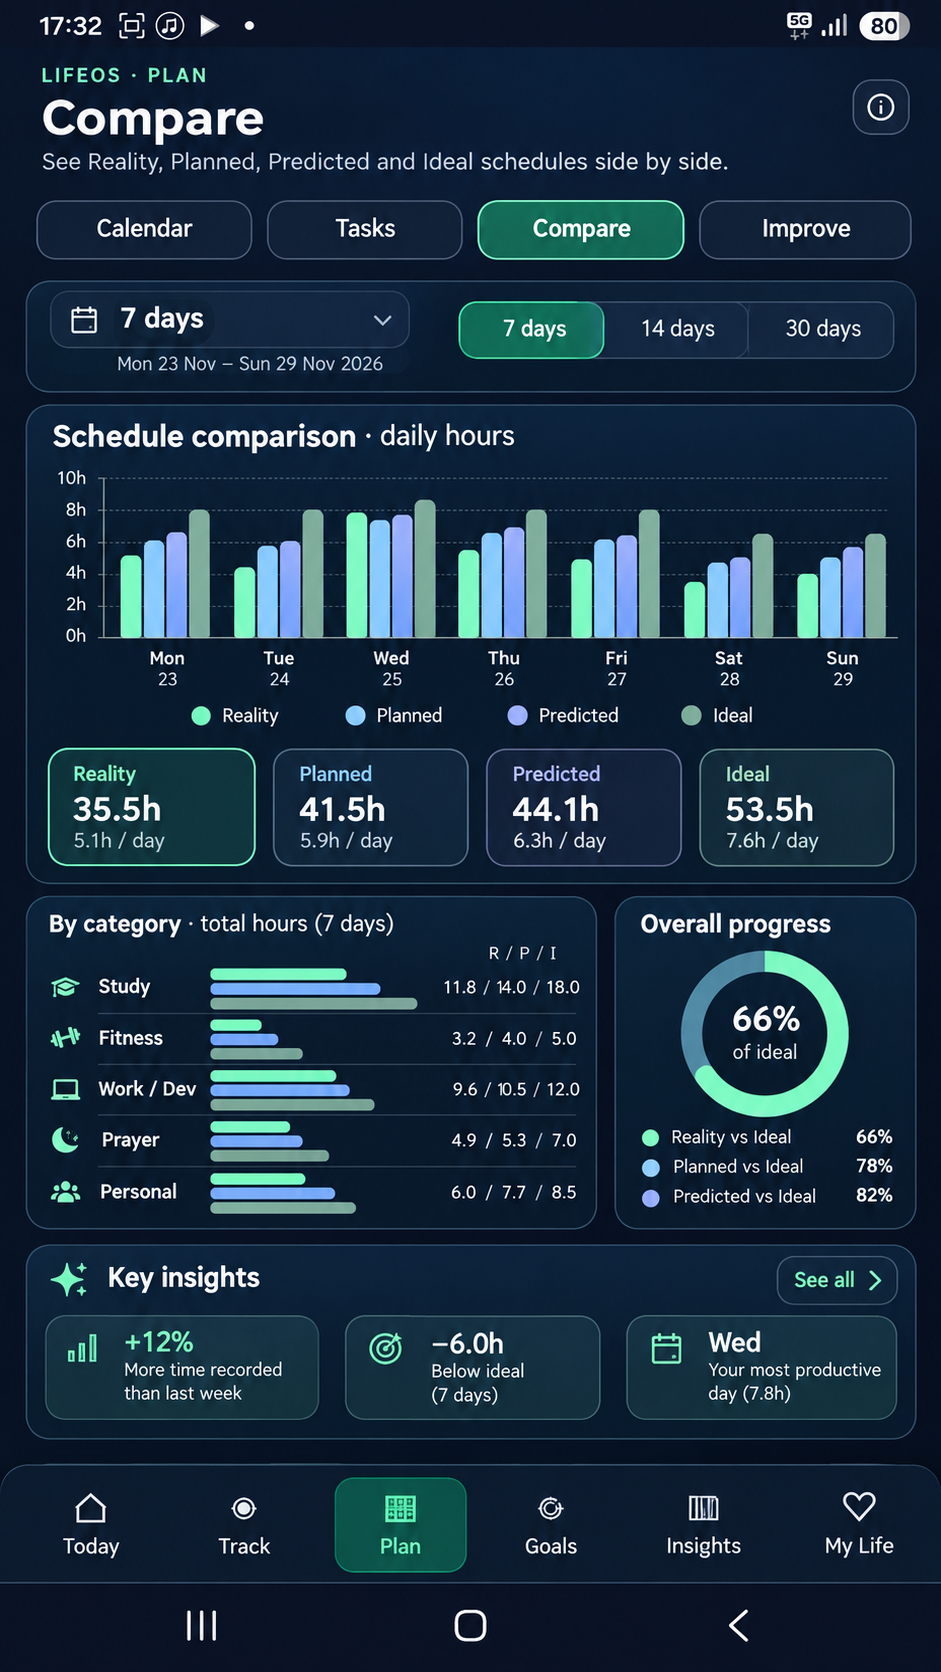 17:32
5G
80
LIFEOS · PLAN
Compare
See Reality, Planned, Predicted and Ideal schedules side by side.
Calendar Tasks Compare Improve
7 days
Mon 23 Nov – Sun 29 Nov 2026
7 days 14 days 30 days
Schedule comparison · daily hours
10h
8h
6h
4h
2h
0h
Mon Tue Wed Thu Fri Sat Sun
23 24 25 26 27 28 29
Reality Planned Predicted Ideal
Reality
35.5h
5.1h / day
Planned
41.5h
5.9h / day
Predicted
44.1h
6.3h / day
Ideal
53.5h
7.6h / day
By category · total hours (7 days)
R / P / I
Study 11.8 / 14.0 / 18.0
Fitness 3.2 / 4.0 / 5.0
Work / Dev 9.6 / 10.5 / 12.0
Prayer 4.9 / 5.3 / 7.0
Personal 6.0 / 7.7 / 8.5
Overall progress
66%
of ideal
Reality vs Ideal 66%
Planned vs Ideal 78%
Predicted vs Ideal 82%
Key insights
See all
+12%
More time recorded
than last week
−6.0h
Below ideal
(7 days)
Wed
Your most productive
day (7.8h)
Today Track Plan Goals Insights My Life